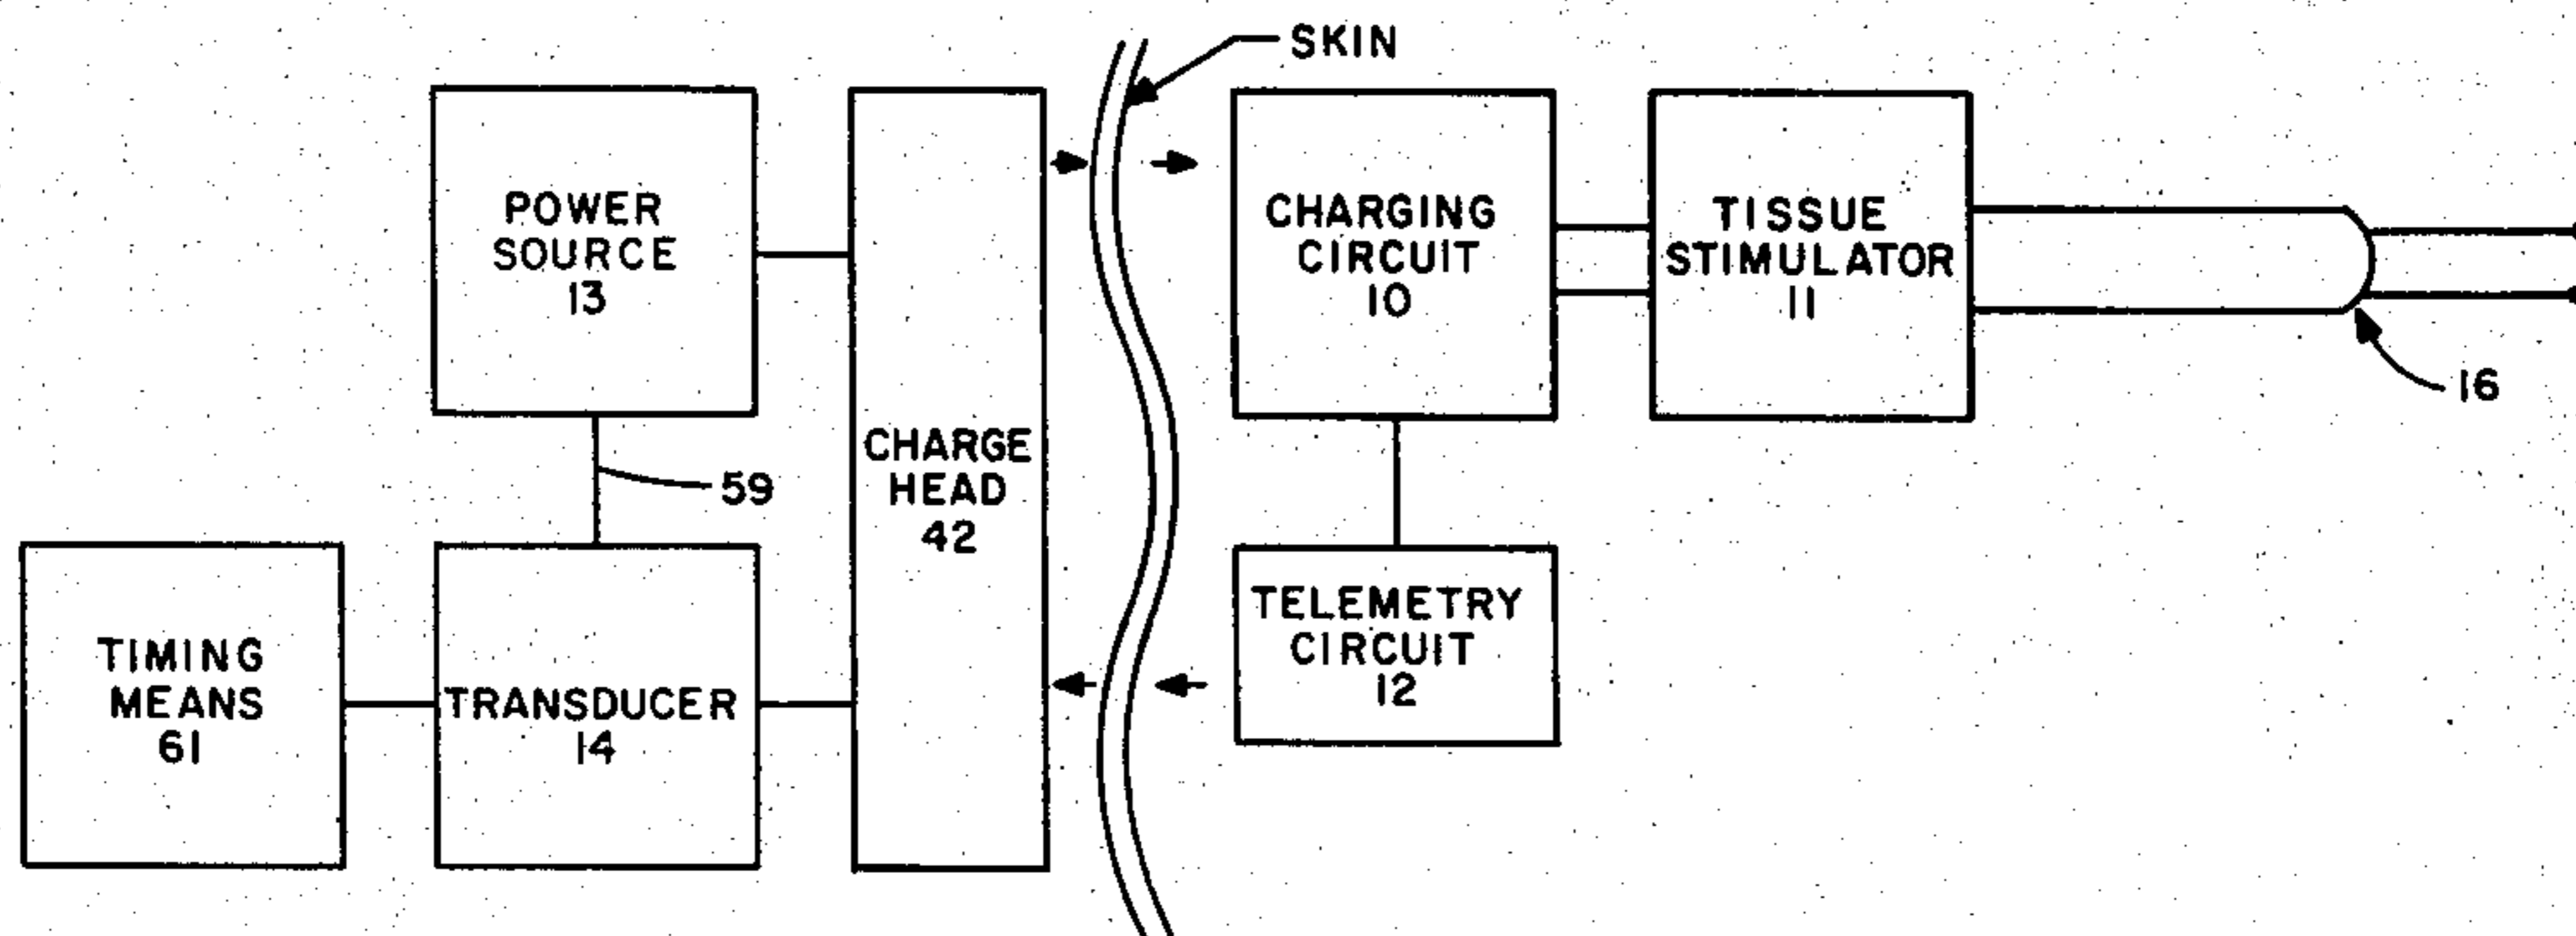 SKIN
POWER
SOURCE
13
CHARGING
CIRCUIT
10
TISSUE
STIMULATOR
11
16
CHARGE
HEAD
42
59
TIMING
MEANS
61
TRANSDUCER
14
TELEMETRY
CIRCUIT
12